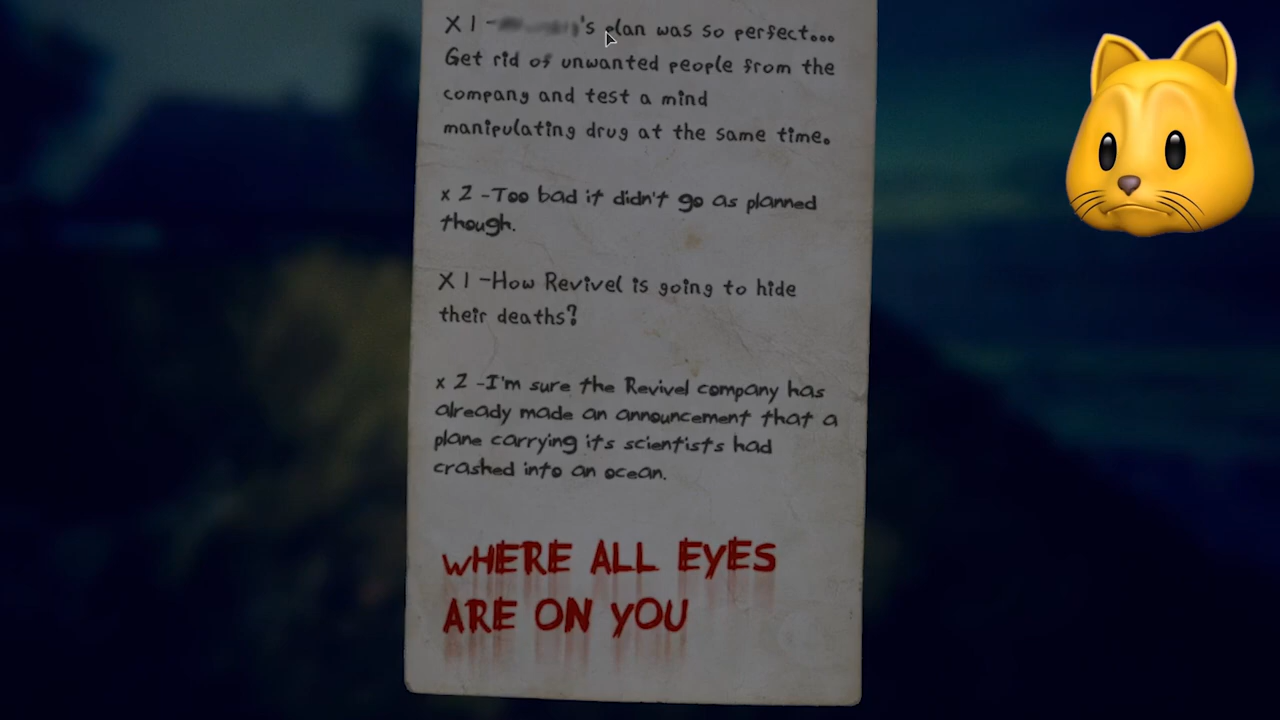 X 1 - 's plan was so perfect...
Get rid of unwanted people from the
company and test a mind
manipulating drug at the same time.
x 2 -Too bad it didn't go as planned
though.
X 1 -How Revivel is going to hide
their deaths?
x 2 -I'm sure the Revivel company has
already made an announcement that a
plane carrying its scientists had
crashed into an ocean.
wHERE ALL EYES
ARE ON YOU